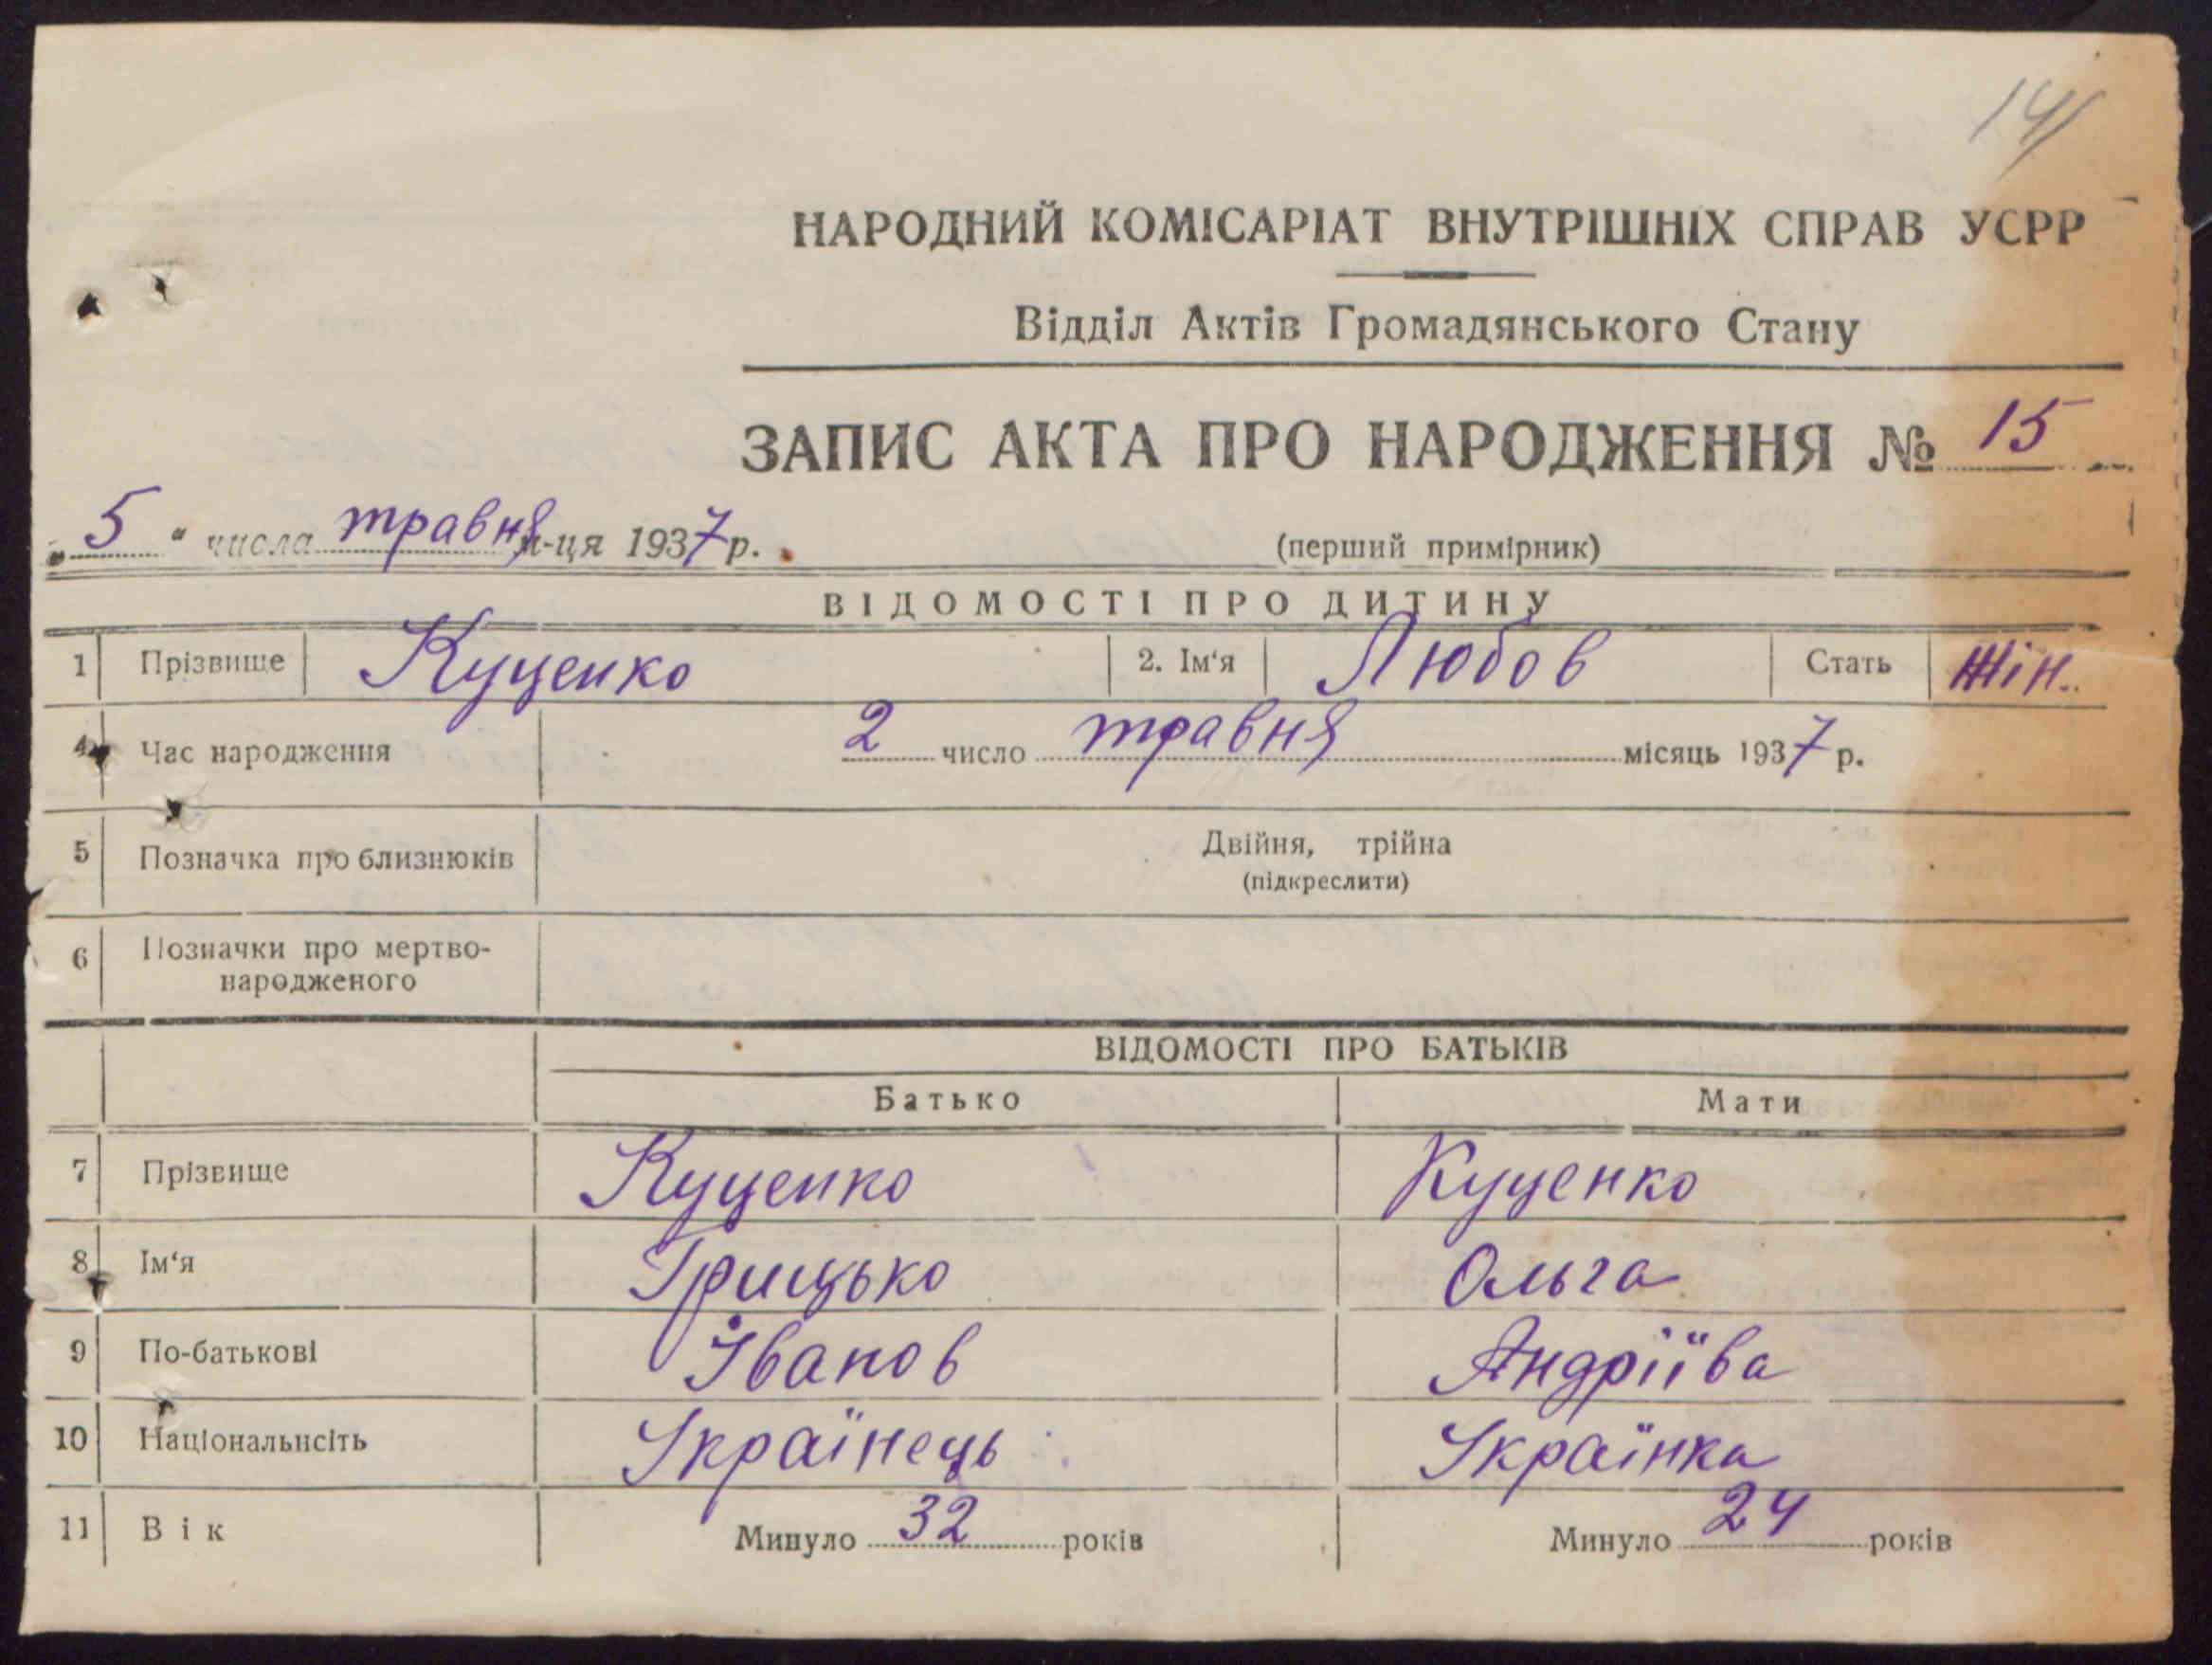 14
НАРОДНИЙ КОМІСАРІАТ ВНУТРІШНІХ СПРАВ УСРР
Відділ Актів Громадянського Стану
ЗАПИС АКТА ПРО НАРОДЖЕННЯ № 15
„5“ числа травня м-ця 1937 р.
(перший примірник)
ВІДОМОСТІ ПРО ДИТИНУ
1 Прізвище Куценко 2. Ім‘я Любов Стать Жін.
4 Час народження 2 число травня місяць 1937 р.
5 Позначка про близнюків Двійня, трійна
(підкреслити)
6 Позначки про мертво-
народженого
ВІДОМОСТІ ПРО БАТЬКІВ
Батько Мати
7 Прізвище Куценко Куценко
8 Ім‘я Грицько Ольга
9 По-батькові Іванов Андріїва
10 Національнсіть Українець Українка
11 Вік Минуло 32 років Минуло 24 років